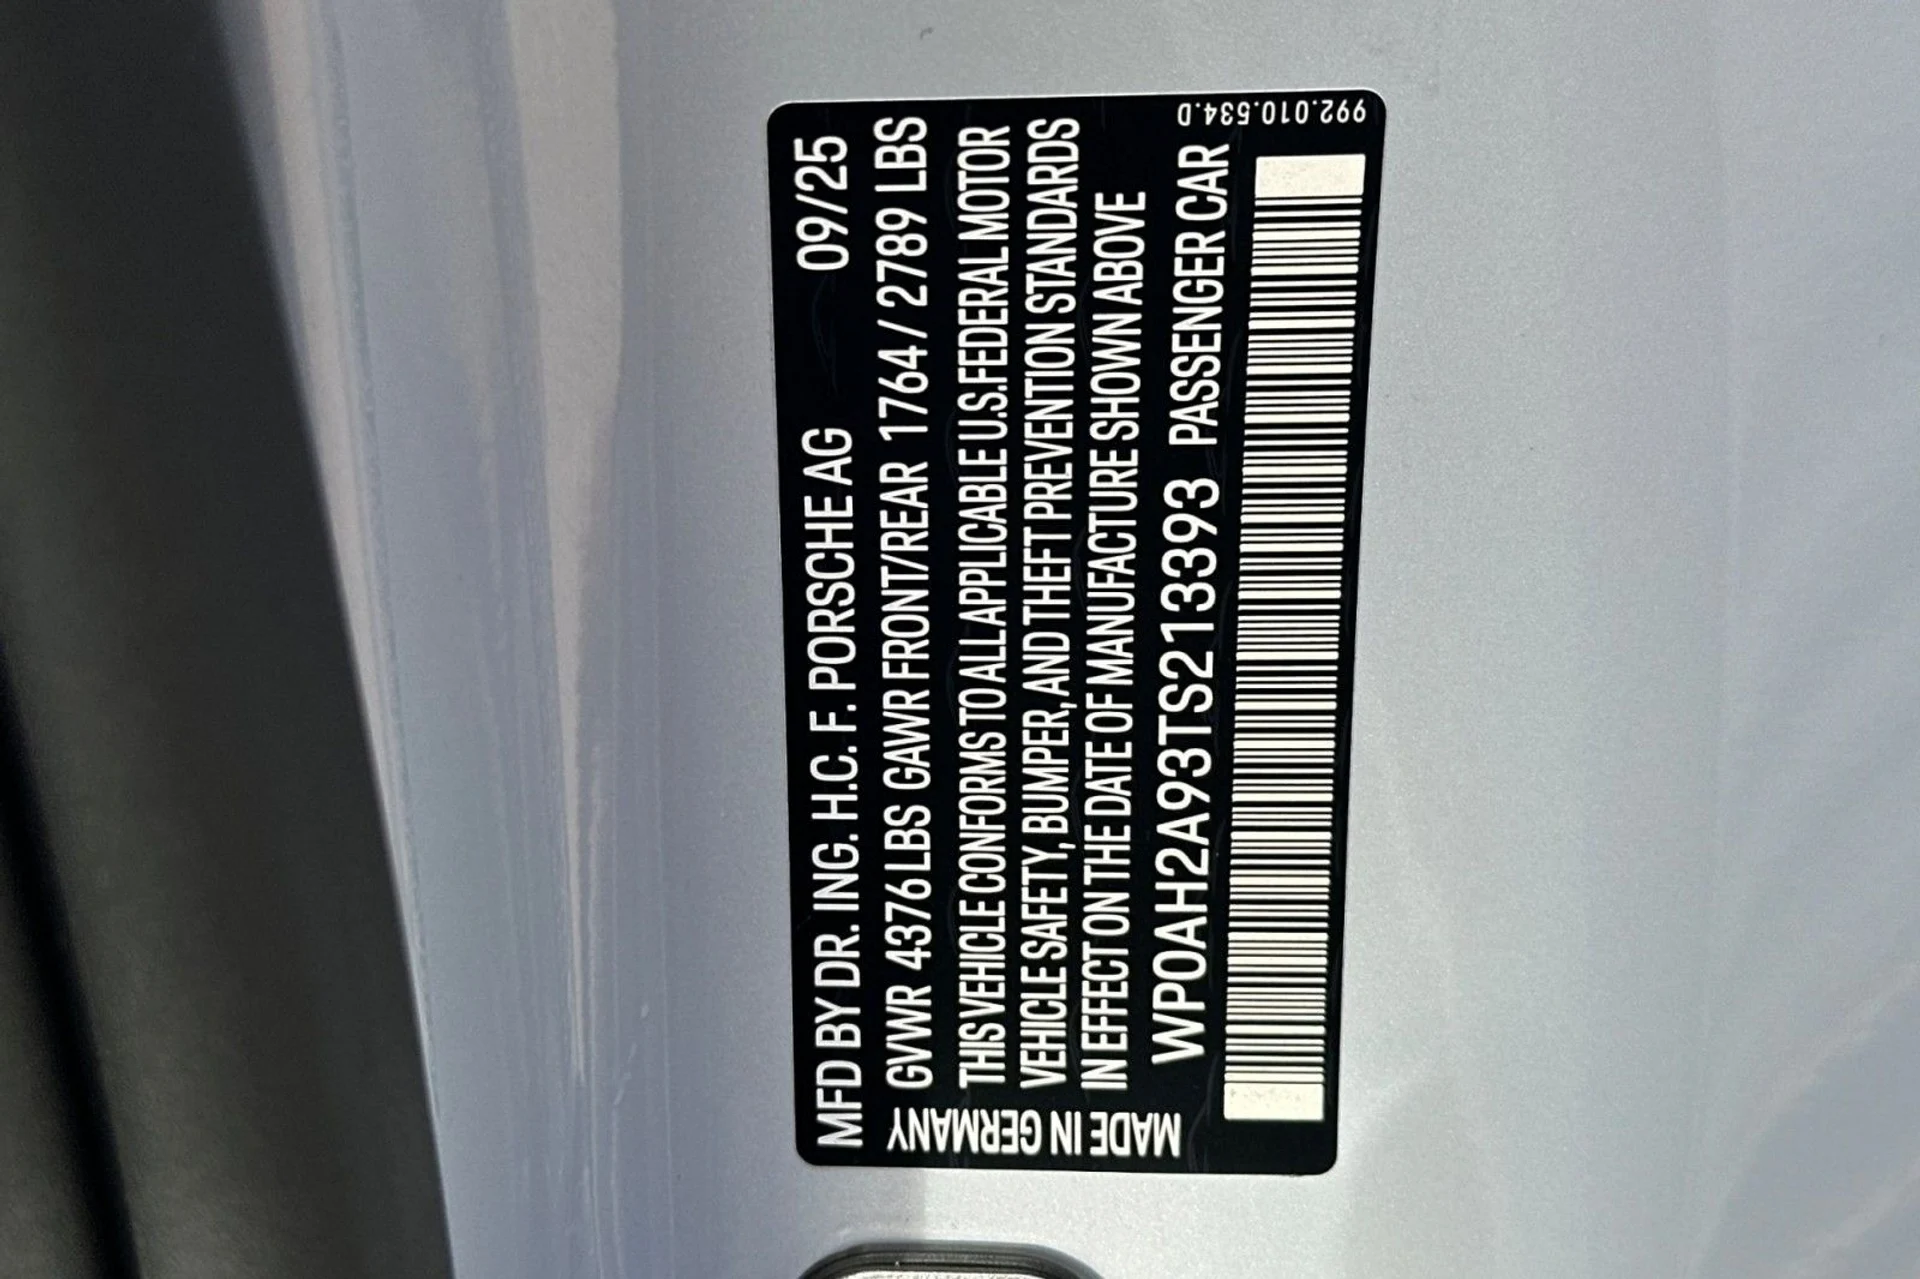 MFD BY DR. ING. H.C. F. PORSCHE AG 09/25
GVWR 4376 LBS GAWR FRONT/REAR 1764 / 2789 LBS
THIS VEHICLE CONFORMS TO ALL APPLICABLE U.S.FEDERAL MOTOR
VEHICLE SAFETY, BUMPER, AND THEFT PREVENTION STANDARDS
IN EFFECT ON THE DATE OF MANUFACTURE SHOWN ABOVE
WP0AH2A93TS213393 PASSENGER CAR
MADE IN GERMANY
992.010.534.D